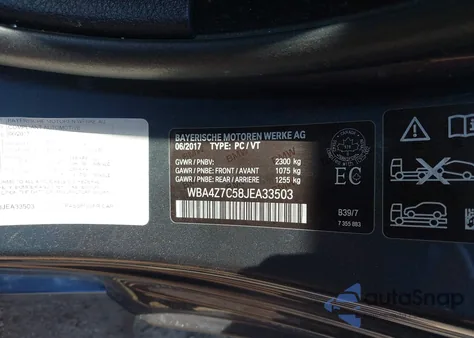 BAYERISCHE MOTOREN WERKE AG
06/2017 TYPE: PC / VT
GVWR / PNBV: 2300 kg
GAWR / PNBE: FRONT / AVANT 1075 kg
GAWR / PNBE: REAR / ARRIERE 1255 kg
WBA4Z7C58JEA33503
EC
B39/7
7 355 883
JEA33503
autoSnap